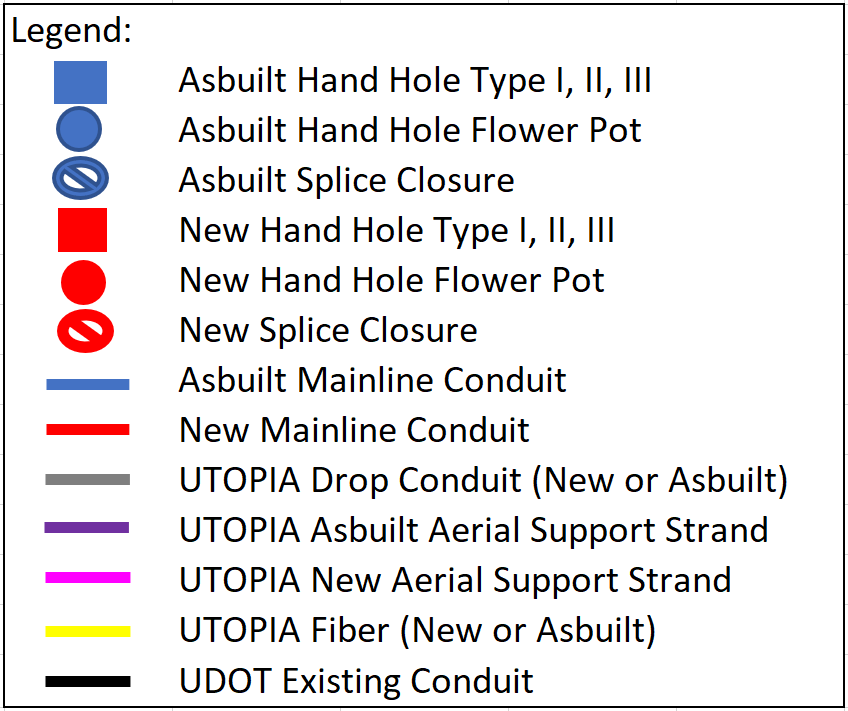 Legend:
Asbuilt Hand Hole Type I, II, III
Asbuilt Hand Hole Flower Pot
Asbuilt Splice Closure
New Hand Hole Type I, II, III
New Hand Hole Flower Pot
New Splice Closure
Asbuilt Mainline Conduit
New Mainline Conduit
UTOPIA Drop Conduit (New or Asbuilt)
UTOPIA Asbuilt Aerial Support Strand
UTOPIA New Aerial Support Strand
UTOPIA Fiber (New or Asbuilt)
UDOT Existing Conduit